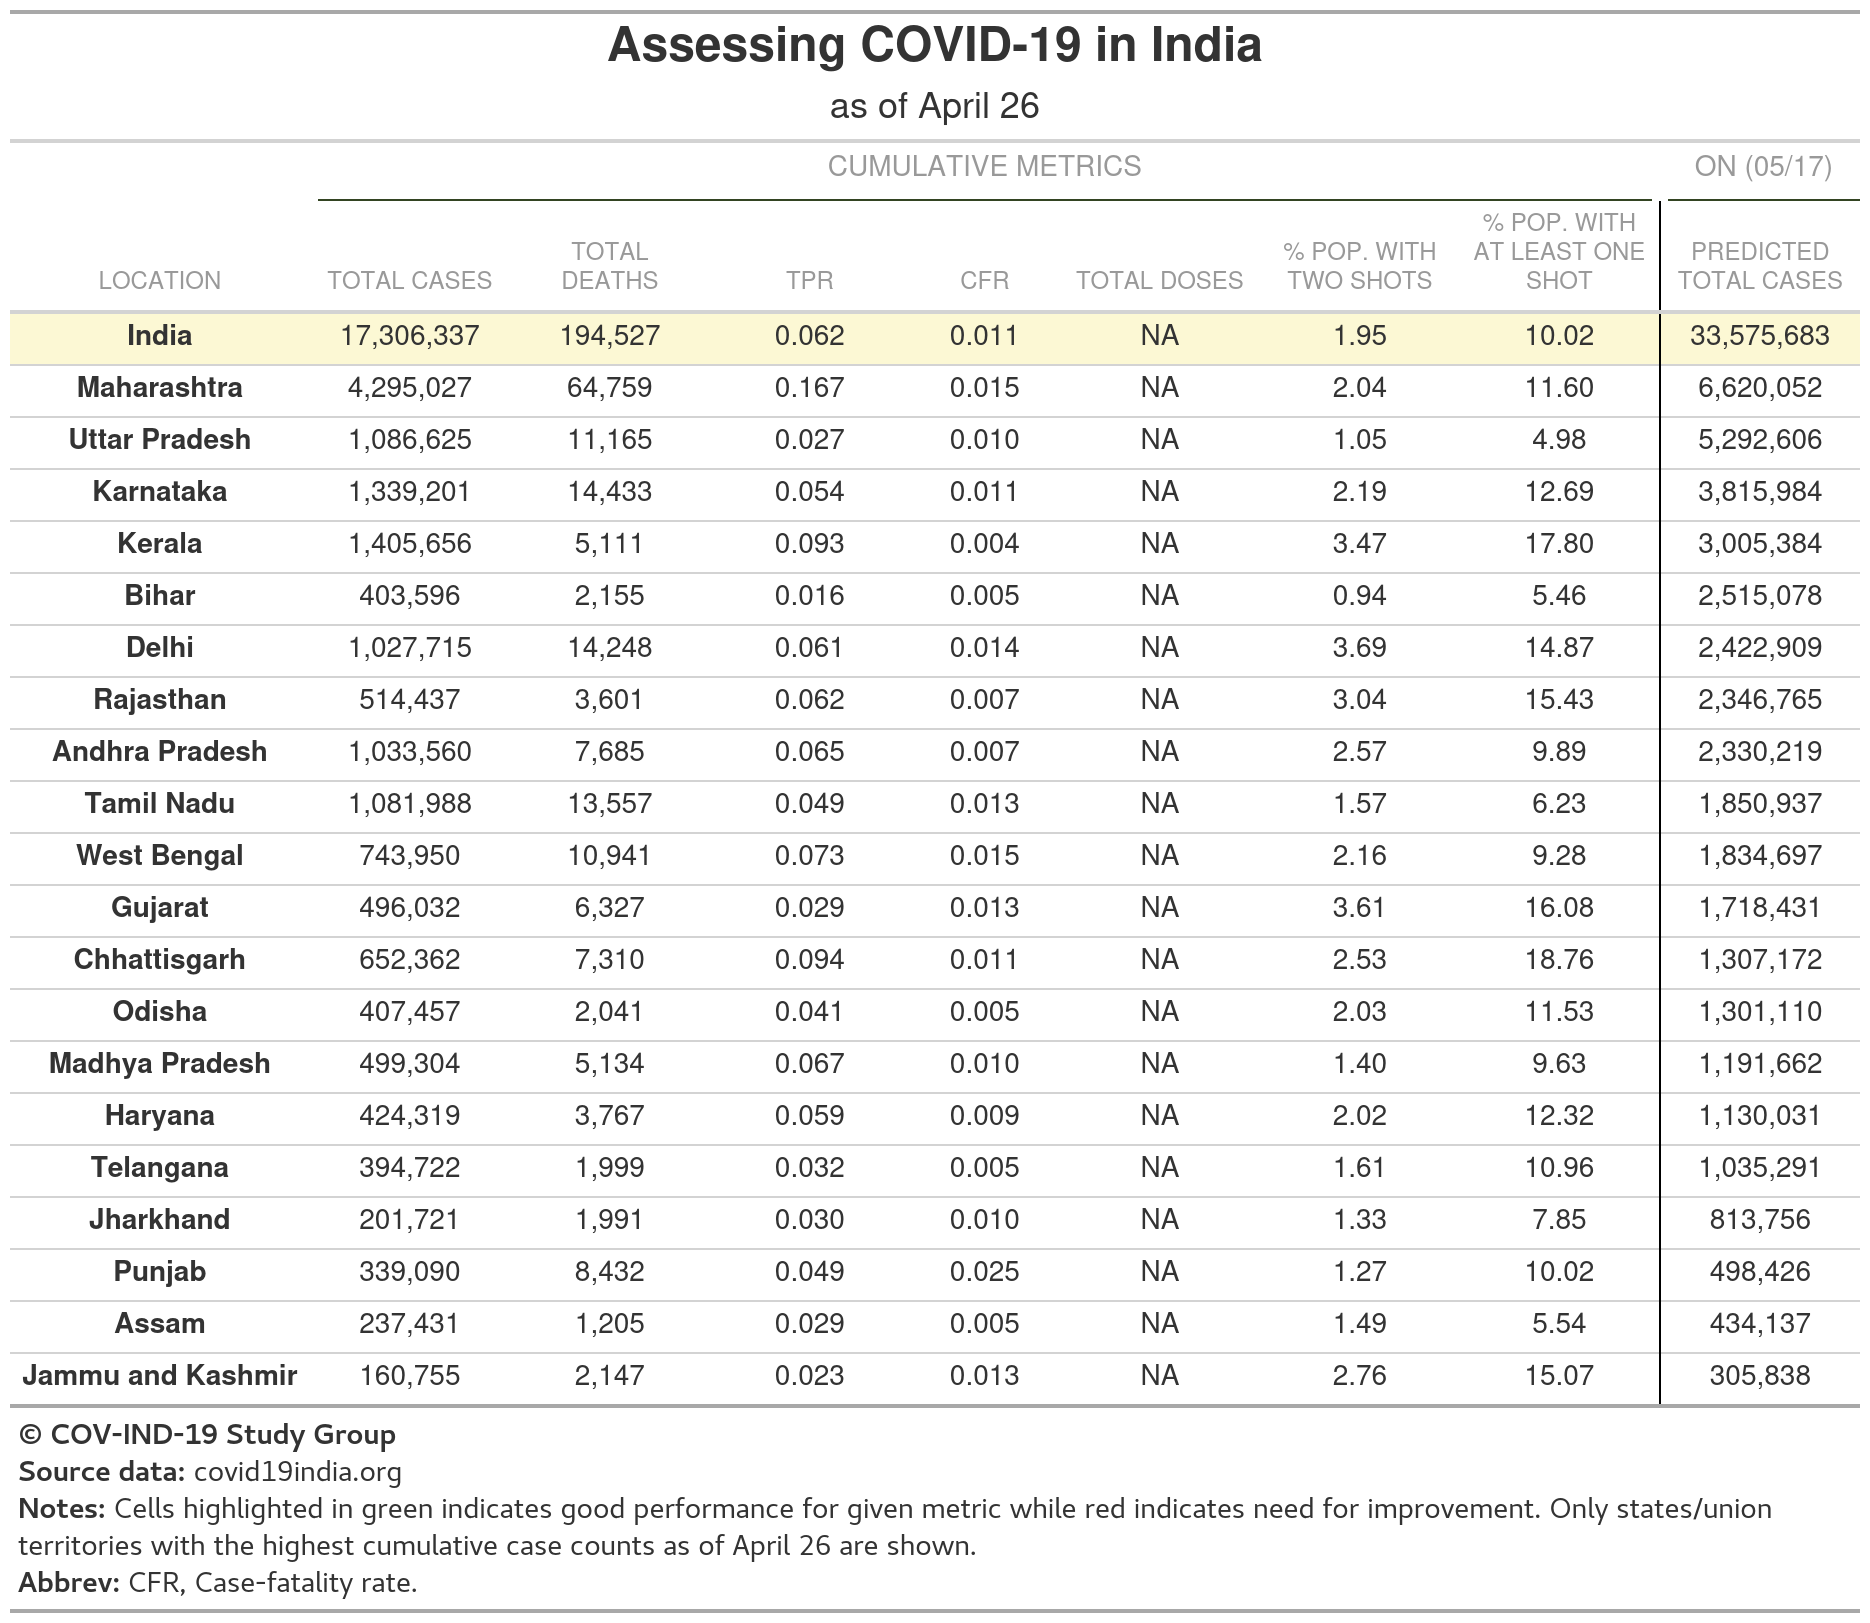 Assessing COVID-19 in India
as of April 26
CUMULATIVE METRICS ON (05/17)
LOCATION TOTAL CASES TOTAL DEATHS TPR CFR TOTAL DOSES % POP. WITH TWO SHOTS % POP. WITH AT LEAST ONE SHOT PREDICTED TOTAL CASES
India 17,306,337 194,527 0.062 0.011 NA 1.95 10.02 33,575,683
Maharashtra 4,295,027 64,759 0.167 0.015 NA 2.04 11.60 6,620,052
Uttar Pradesh 1,086,625 11,165 0.027 0.010 NA 1.05 4.98 5,292,606
Karnataka 1,339,201 14,433 0.054 0.011 NA 2.19 12.69 3,815,984
Kerala 1,405,656 5,111 0.093 0.004 NA 3.47 17.80 3,005,384
Bihar 403,596 2,155 0.016 0.005 NA 0.94 5.46 2,515,078
Delhi 1,027,715 14,248 0.061 0.014 NA 3.69 14.87 2,422,909
Rajasthan 514,437 3,601 0.062 0.007 NA 3.04 15.43 2,346,765
Andhra Pradesh 1,033,560 7,685 0.065 0.007 NA 2.57 9.89 2,330,219
Tamil Nadu 1,081,988 13,557 0.049 0.013 NA 1.57 6.23 1,850,937
West Bengal 743,950 10,941 0.073 0.015 NA 2.16 9.28 1,834,697
Gujarat 496,032 6,327 0.029 0.013 NA 3.61 16.08 1,718,431
Chhattisgarh 652,362 7,310 0.094 0.011 NA 2.53 18.76 1,307,172
Odisha 407,457 2,041 0.041 0.005 NA 2.03 11.53 1,301,110
Madhya Pradesh 499,304 5,134 0.067 0.010 NA 1.40 9.63 1,191,662
Haryana 424,319 3,767 0.059 0.009 NA 2.02 12.32 1,130,031
Telangana 394,722 1,999 0.032 0.005 NA 1.61 10.96 1,035,291
Jharkhand 201,721 1,991 0.030 0.010 NA 1.33 7.85 813,756
Punjab 339,090 8,432 0.049 0.025 NA 1.27 10.02 498,426
Assam 237,431 1,205 0.029 0.005 NA 1.49 5.54 434,137
Jammu and Kashmir 160,755 2,147 0.023 0.013 NA 2.76 15.07 305,838
© COV-IND-19 Study Group
Source data: covid19india.org
Notes: Cells highlighted in green indicates good performance for given metric while red indicates need for improvement. Only states/union
territories with the highest cumulative case counts as of April 26 are shown.
Abbrev: CFR, Case-fatality rate.